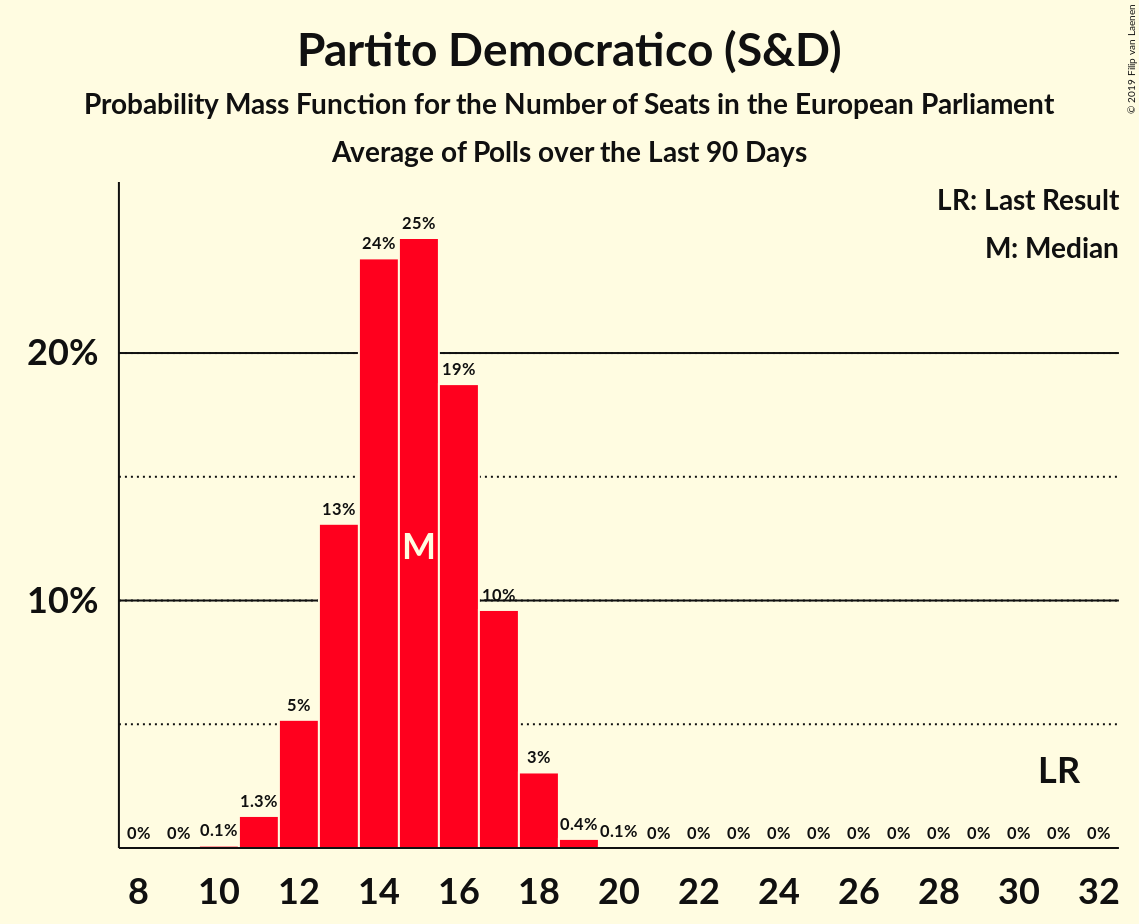 Partito Democratico (S&D)
Probability Mass Function for the Number of Seats in the European Parliament
Average of Polls over the Last 90 Days
© 2019 Filip van Laenen
LR: Last Result
M: Median
20%
10%
0% 0% 0.1% 1.3% 5% 13% 24% 25% 19% 10% 3% 0.4% 0.1% 0% 0% 0% 0% 0% 0% 0% 0% 0% 0% 0% 0%
M
LR
8 10 12 14 16 18 20 22 24 26 28 30 32